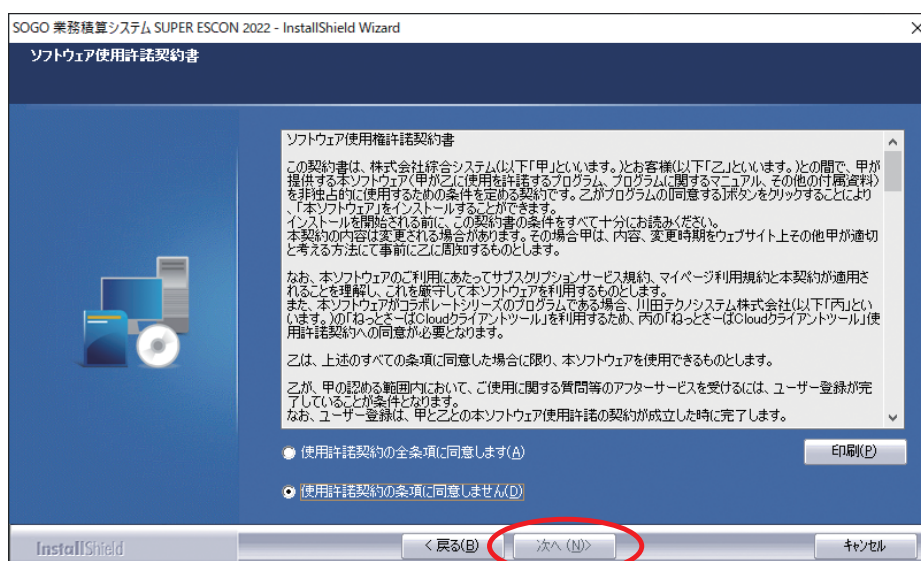 SOGO 業務積算システム SUPER ESCON 2022 - InstallShield Wizard
ソフトウェア使用許諾契約書
ソフトウェア使用権許諾契約書
この契約書は、株式会社綜合システム(以下「甲」といいます。)とお客様(以下「乙」といいます。)との間で、甲が
提供する本ソフトウェア(甲が乙に使用を許諾するプログラム、プログラムに関するマニュアル、その他の付属資料)
を非独占的に使用するための条件を定める契約です。乙がプログラムの[同意する]ボタンをクリックすることにより
、「本ソフトウェア」をインストールすることができます。
インストールを開始される前に、この契約書の条件をすべて十分にお読みください。
本契約の内容は変更される場合があります。その場合甲は、内容、変更時期をウェブサイト上その他甲が適切
と考える方法にて事前に乙に周知するものとします。
なお、本ソフトウェアのご利用にあたってサブスクリプションサービス規約、マイページ利用規約と本契約が適用さ
れることを理解し、これを厳守して本ソフトウェアを利用するものとします。
また、本ソフトウェアがコラボレートシリーズのプログラムである場合、川田テクノシステム株式会社(以下「丙」とい
います。)の「ねっとさーばCloudクライアントツール」を利用するため、丙の「ねっとさーばCloudクライアントツール」使
用許諾契約への同意が必要となります。
乙は、上述のすべての条項に同意した場合に限り、本ソフトウェアを使用できるものとします。
乙が、甲の認める範囲内において、ご使用に関する質問等のアフターサービスを受けるには、ユーザー登録が完
了していることが条件となります。
なお、ユーザー登録は、甲と乙との本ソフトウェア使用許諾の契約が成立した時に完了します。
使用許諾契約の全条項に同意します(A)
印刷(P)
使用許諾契約の条項に同意しません(D)
InstallShield
< 戻る(B)
次へ (N)>
キャンセル